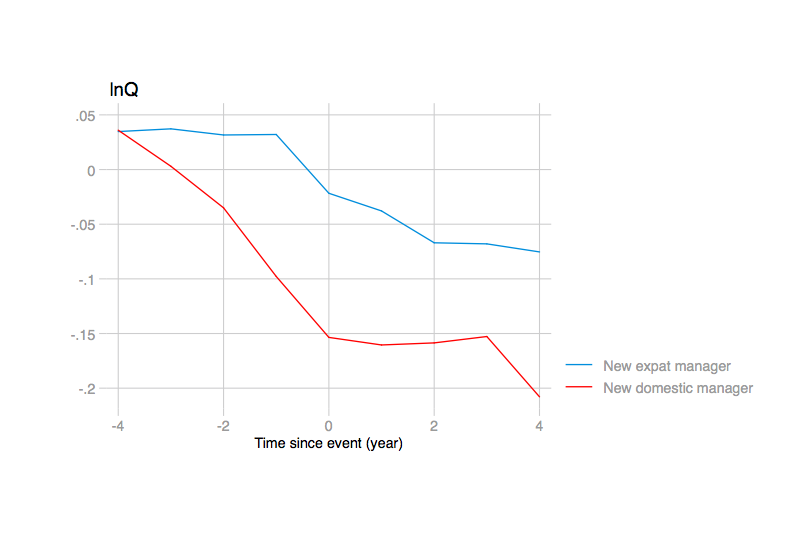 lnQ
.05
0
-.05
-.1
-.15
-.2
-4 -2 0 2 4
Time since event (year)
New expat manager
New domestic manager